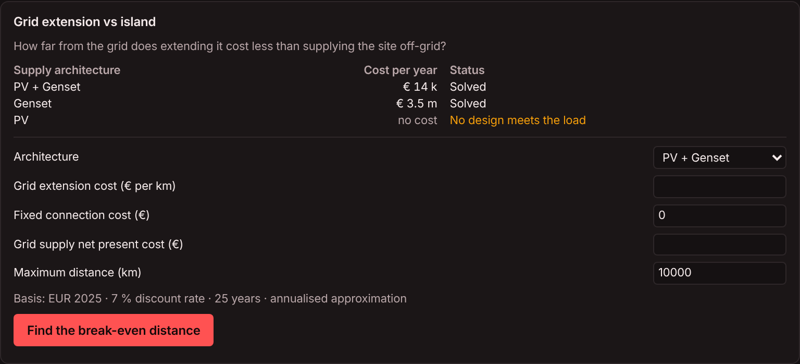 Grid extension vs island
How far from the grid does extending it cost less than supplying the site off-grid?
Supply architecture Cost per year Status
PV + Genset € 14 k Solved
Genset € 3.5 m Solved
PV no cost No design meets the load
Architecture PV + Genset
Grid extension cost (€ per km)
Fixed connection cost (€) 0
Grid supply net present cost (€)
Maximum distance (km) 10000
Basis: EUR 2025 · 7 % discount rate · 25 years · annualised approximation
Find the break-even distance